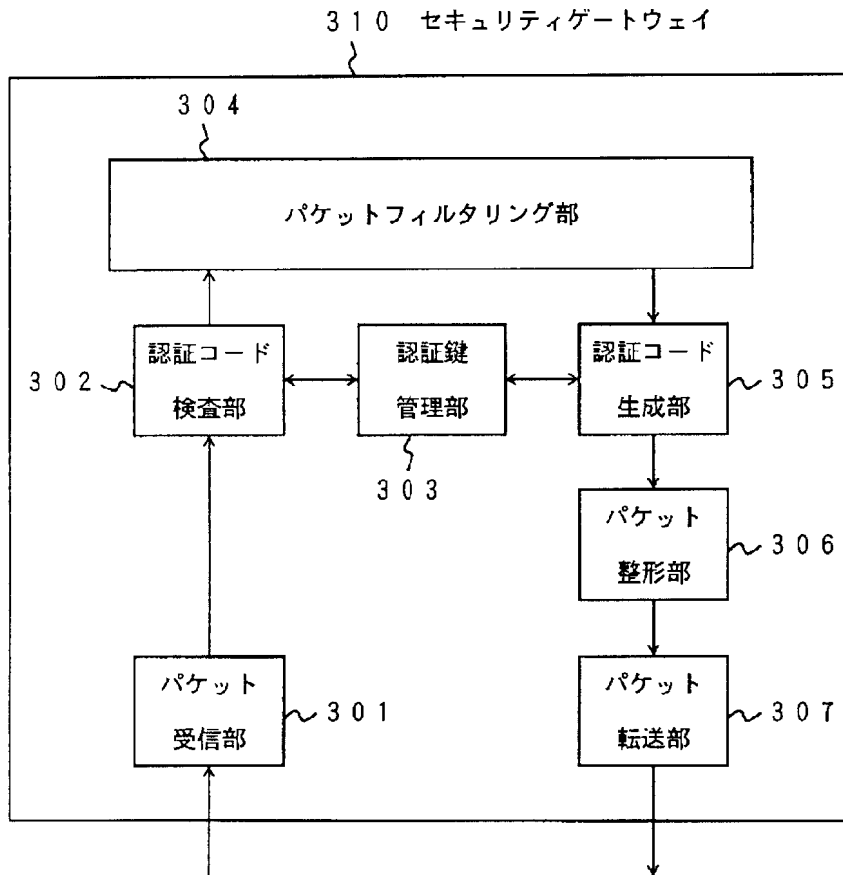 310 セキュリティゲートウェイ
304
パケットフィルタリング部
302
認証コード
検査部
認証鍵
管理部
303
認証コード
生成部
305
パケット
整形部
306
パケット
受信部
301
パケット
転送部
307